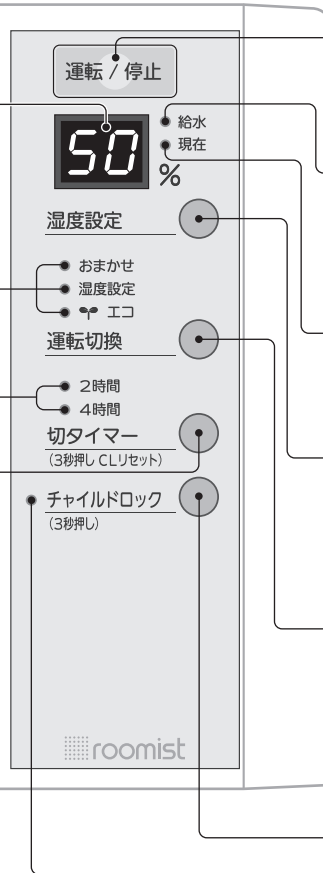 運転 / 停止
50
給水
現在
%
湿度設定
おまかせ
湿度設定
エコ
運転切換
2時間
4時間
切タイマー
(3秒押し CLリセット)
チャイルドロック
(3秒押し)
roomist